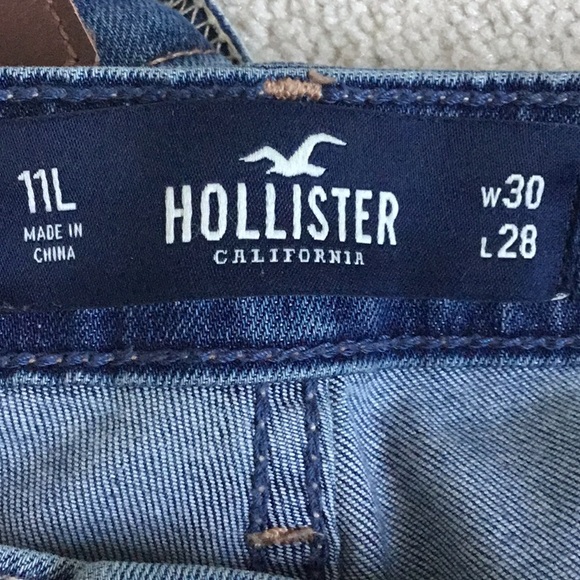 11L
MADE IN
CHINA
HOLLISTER
CALIFORNIA
W30
L28